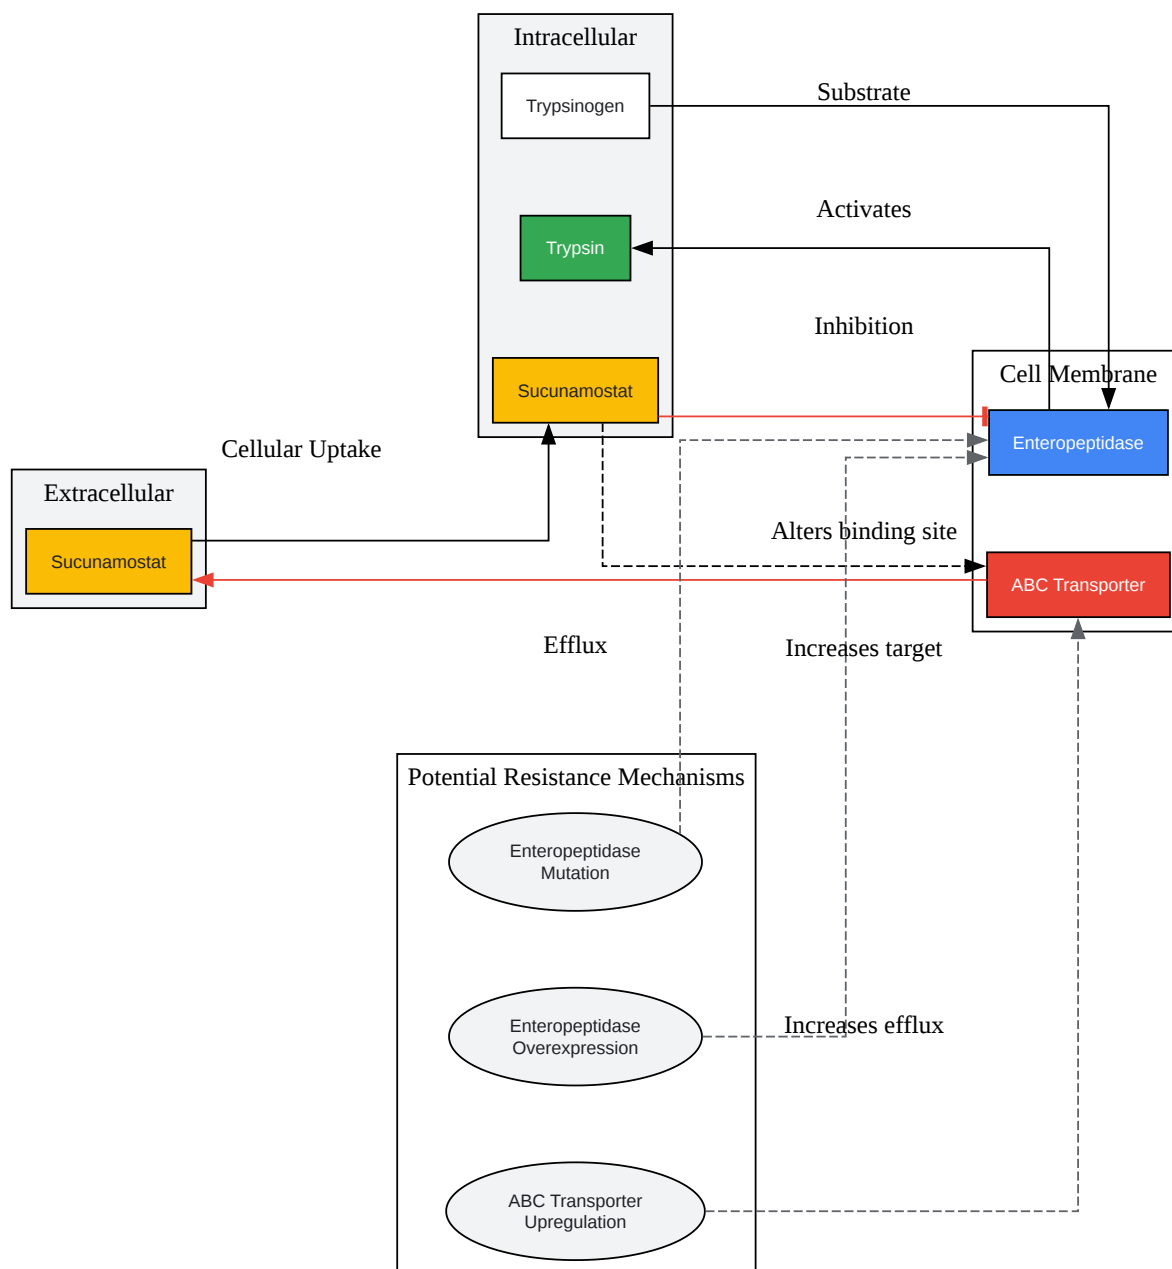 Intracellular
Trypsinogen
Substrate
Activates
Trypsin
Inhibition
Cell Membrane
Sucunamostat
Enteropeptidase
Cellular Uptake
Extracellular
Sucunamostat
Alters binding site
ABC Transporter
Efflux
Increases target
Potential Resistance Mechanisms
Enteropeptidase
Mutation
Enteropeptidase
Overexpression
Increases efflux
ABC Transporter
Upregulation